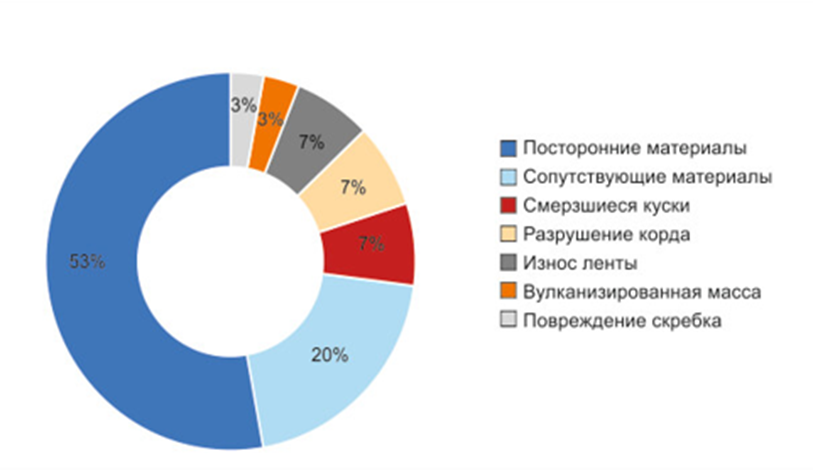 3%
3%
7%
7%
7%
53%
20%
Посторонние материалы
Сопутствующие материалы
Смерзшиеся куски
Разрушение корда
Износ ленты
Вулканизированная масса
Повреждение скребка